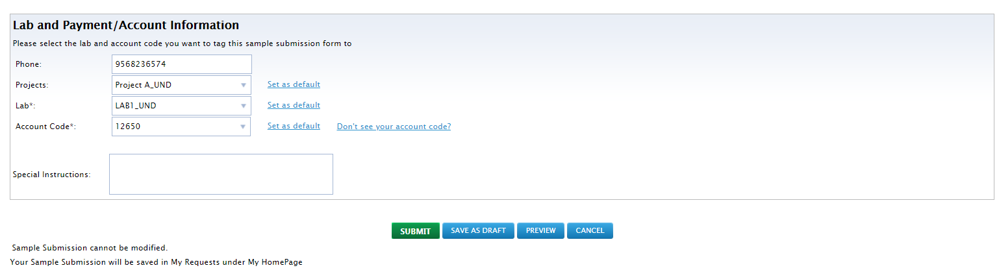 Lab and Payment/Account Information
Please select the lab and account code you want to tag this sample submission form to
Phone: 9568236574
Projects: Project A_UND Set as default
Lab*: LAB1_UND Set as default
Account Code*: 12650 Set as default Don't see your account code?
Special Instructions:
SUBMIT SAVE AS DRAFT PREVIEW CANCEL
Sample Submission cannot be modified.
Your Sample Submission will be saved in My Requests under My HomePage